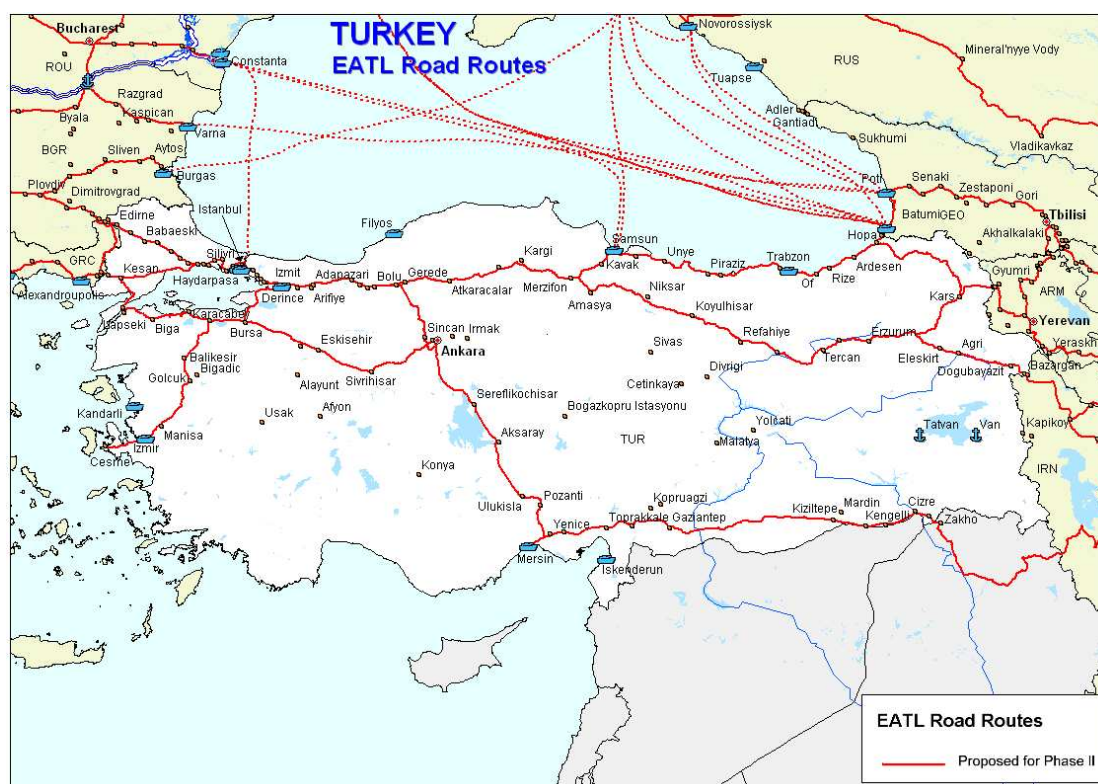 TURKEY
EATL Road Routes
Bucharest
Novorossiysk
Constanta
Mineral'nyye Vody
ROU
RUS
Tuapse
Razgrad
Kaspican
Byala
Varna
Adler
Gantiadi
Sukhumi
Vladikavkaz
BGR
Sliven
Aytos
Burgas
Plovdiv
Dimitrovgrad
Istanbul
Filyos
Poti
Senaki
Zestaponi
Gori
Tbilisi
Edirne
Babaeski
Batumi
GEO
Silivri
Samsun
Hopa
Akhalkalaki
GRC
Kesan
Haydarpasa
Izmit
Adapazari
Bolu
Gerede
Kargi
Kavak
Unye
Piraziz
Trabzon
Ardesen
Gyumri
Alexandroupolis
Derince
Arifiye
Atkaracalar
Merzifon
Of
Rize
ARM
Amasya
Niksar
Kars
Lapseki
Biga
Karacabey
Bursa
Koyulhisar
Yerevan
Sincan
Irmak
Ankara
Eskisehir
Sivas
Refahiye
Erzurum
Agri
Yeraskh
Balikesir
Bigadic
Tercan
Eleskirt
Dogubayazit
Bazargan
Golcuk
Alayunt
Sivrihisar
Divrigi
Cetinkaya
Sereflikochisar
Kandarli
Usak
Afyon
Bogazkopru Istasyonu
Yolcati
Tatvan
Van
Kapikoy
Manisa
Izmir
Cesme
Aksaray
TUR
Malatya
Konya
IRN
Pozanti
Ulukisla
Kopruagzi
Mardin
Cizre
Yenice
Toprakkale
Gaziantep
Kiziltepe
Kengelli
Zakho
Mersin
Iskenderun
EATL Road Routes
Proposed for Phase II